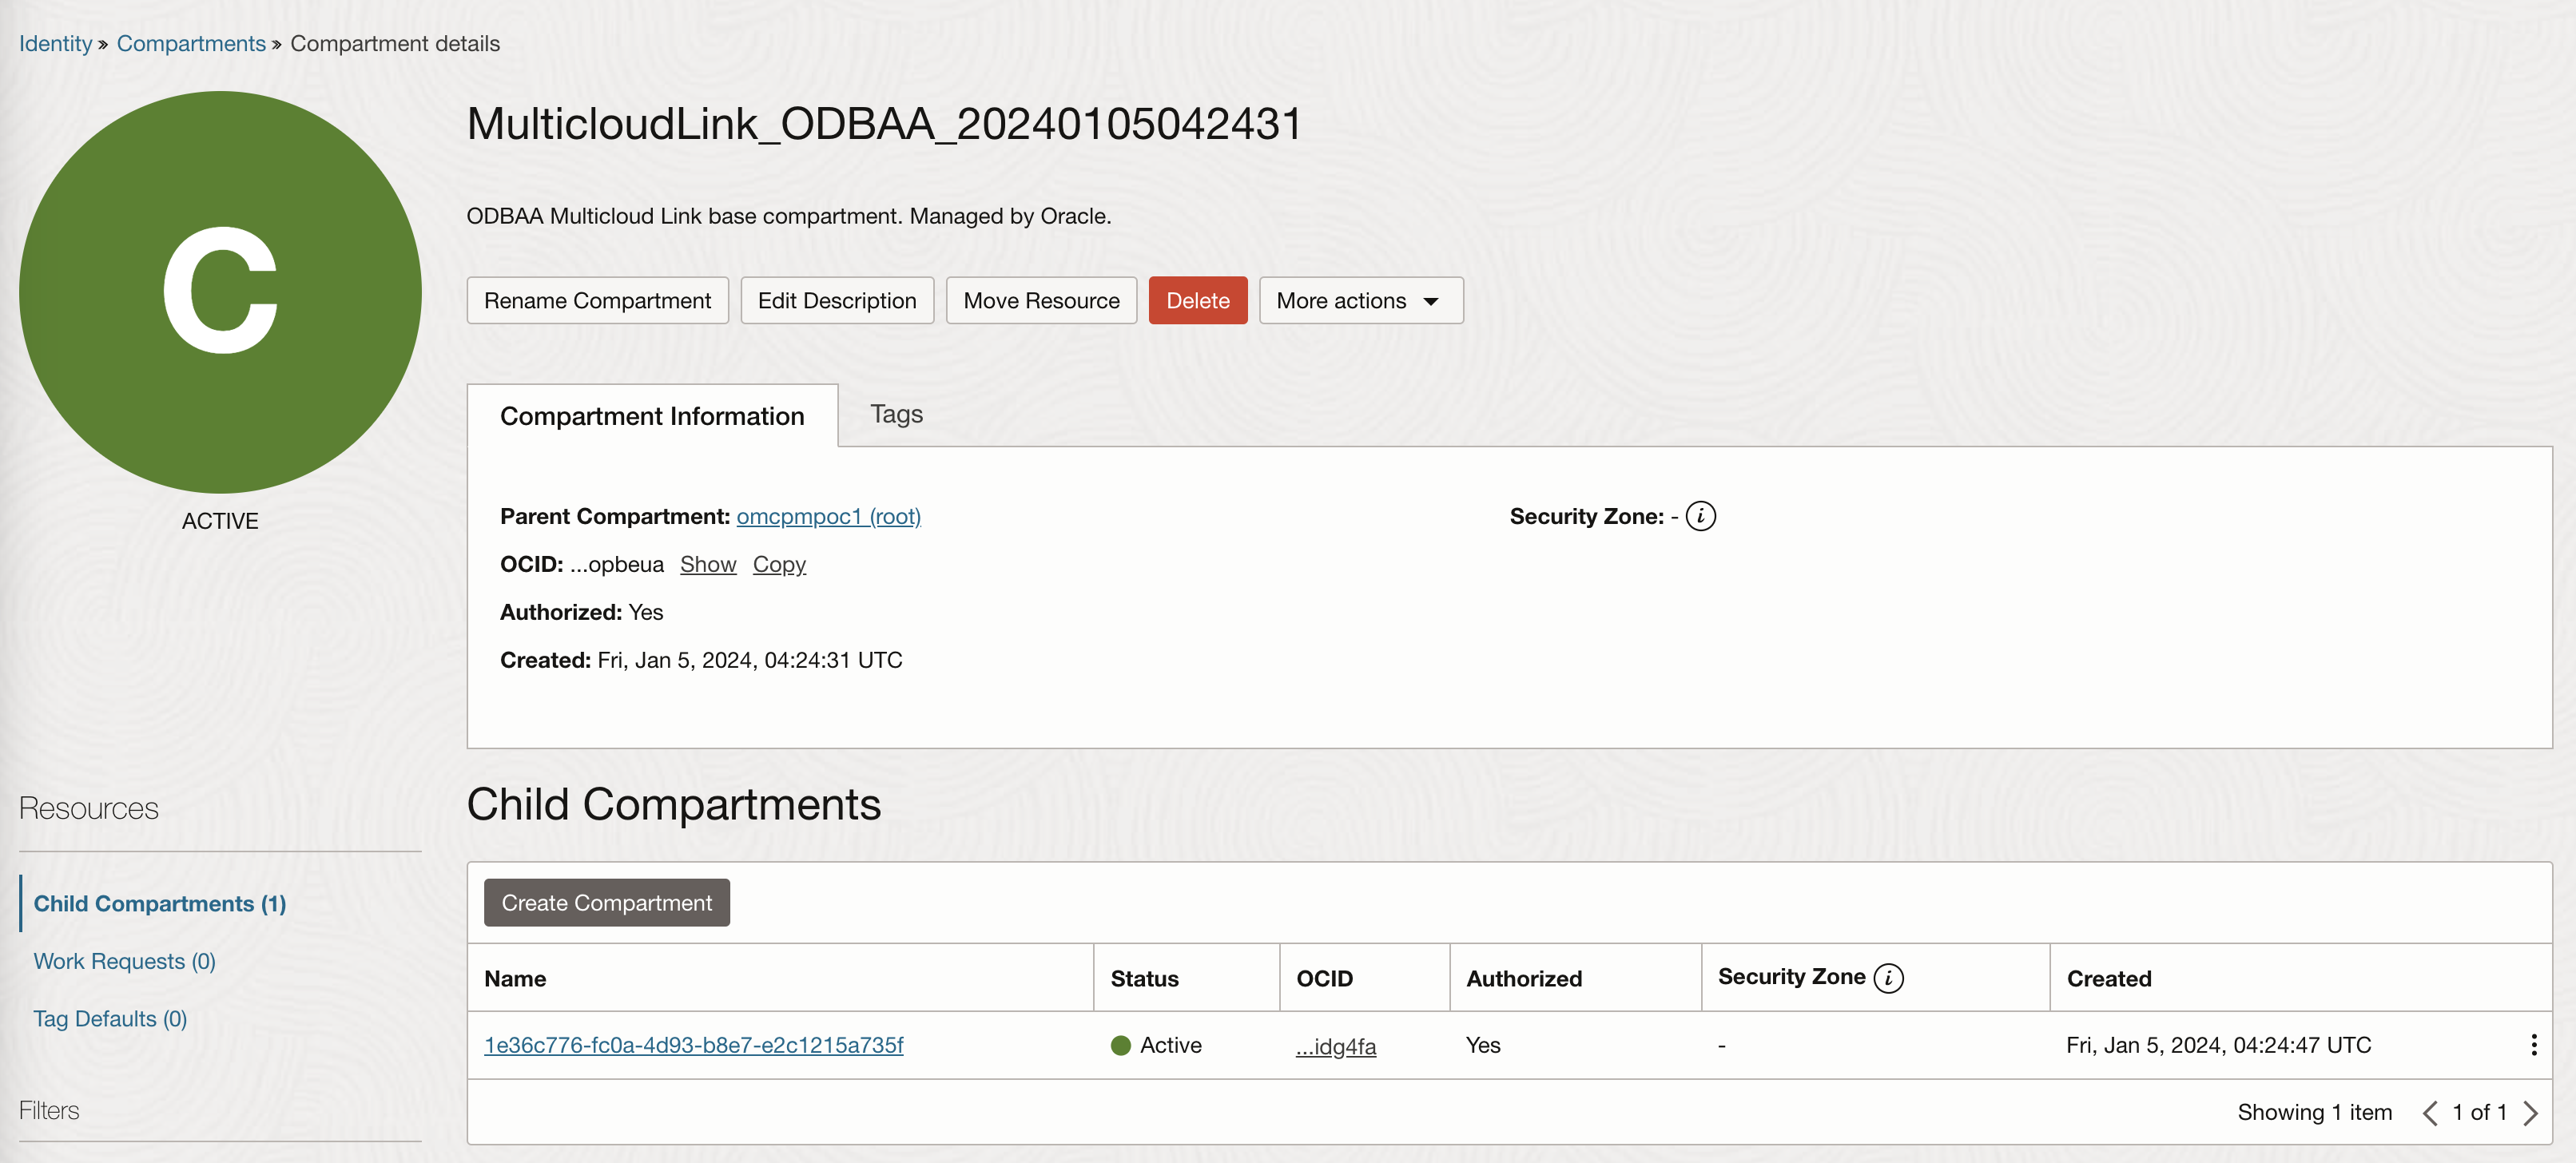 Identity » Compartments » Compartment details
C
ACTIVE
MulticloudLink_ODBAA_20240105042431
ODBAA Multicloud Link base compartment. Managed by Oracle.
Rename Compartment Edit Description Move Resource Delete More actions
Compartment Information Tags
Parent Compartment: omcpmpoc1 (root)
OCID: ...opbeua Show Copy
Authorized: Yes
Created: Fri, Jan 5, 2024, 04:24:31 UTC
Security Zone: - i
Resources
Child Compartments (1)
Work Requests (0)
Tag Defaults (0)
Filters
Child Compartments
Create Compartment
Name Status OCID Authorized Security Zone i Created
1e36c776-fc0a-4d93-b8e7-e2c1215a735f Active ...idg4fa Yes - Fri, Jan 5, 2024, 04:24:47 UTC
Showing 1 item < 1 of 1 >